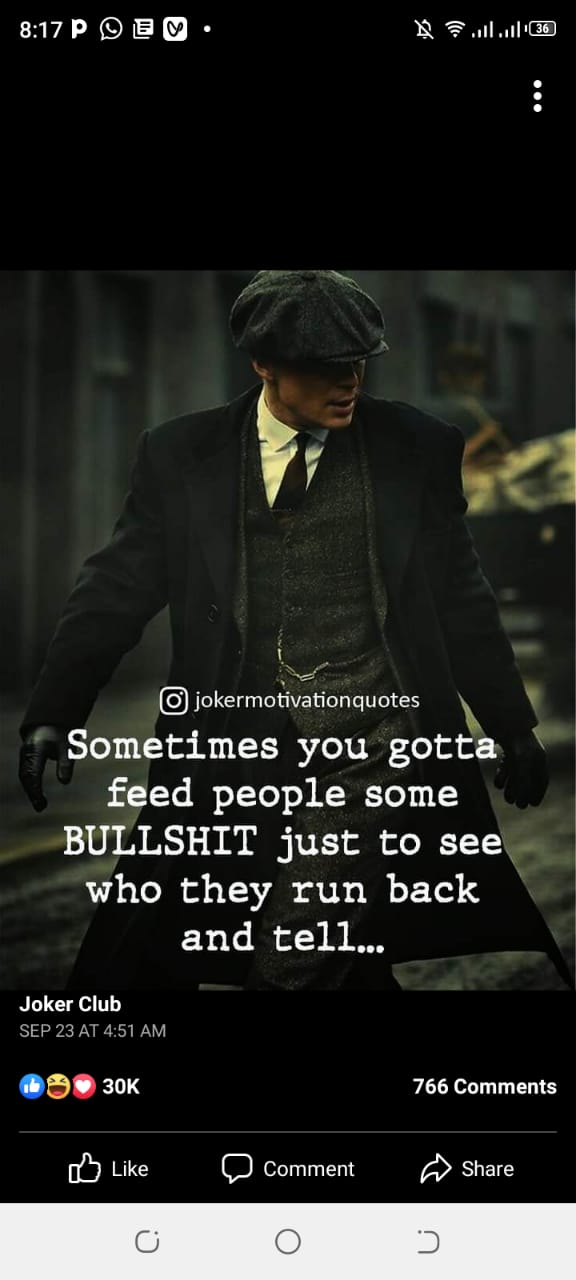 8:17
36
jokermotivationquotes
Sometimes you gotta
feed people some
BULLSHIT just to see
who they run back
and tell...
Joker Club
SEP 23 AT 4:51 AM
30K
766 Comments
Like
Comment
Share